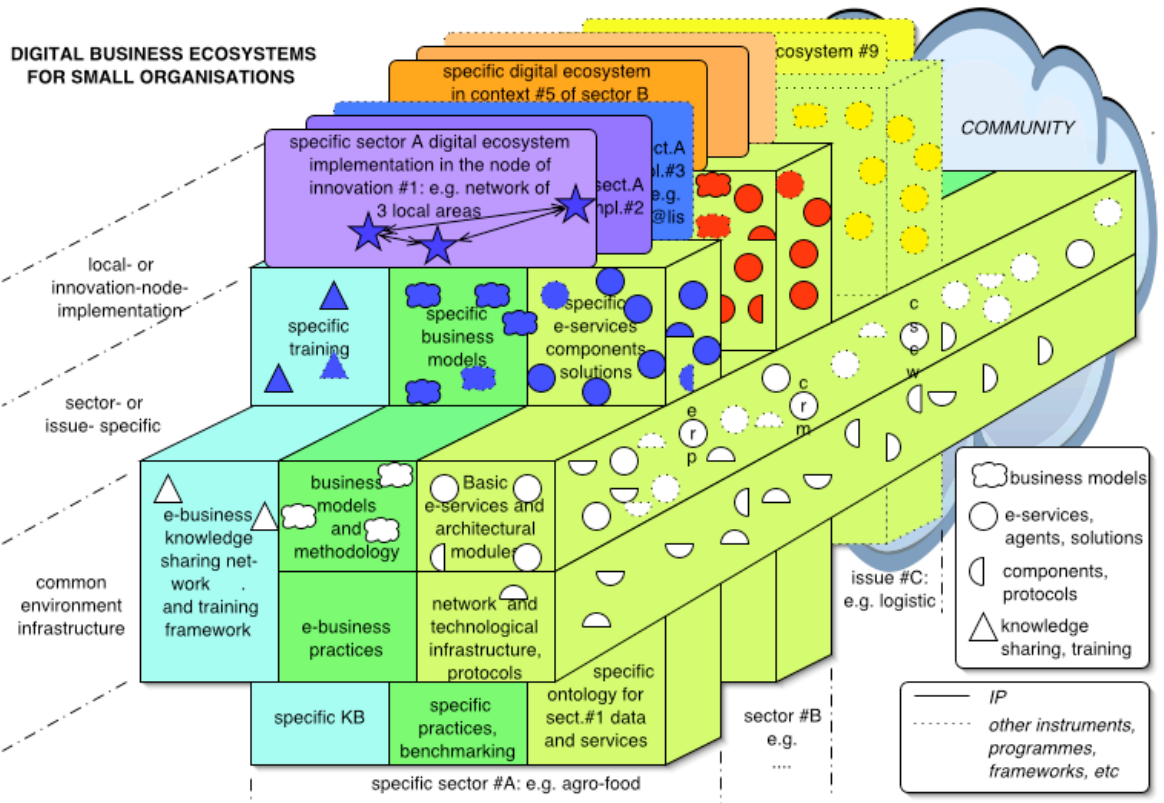 DIGITAL BUSINESS ECOSYSTEMS
FOR SMALL ORGANISATIONS
cosystem #9
COMMUNITY
specific digital ecosystem
in context #5 of sector B
specific sector A digital ecosystem
implementation in the node of
innovation #1: e.g. network of
3 local areas
sect.A
mpl.#2
ect.A
pl.#3
e.g.
@lis
local- or
innovation-node-
implementation
sector- or
issue- specific
common
environment
infrastructure
specific
training
specific
business
models
specific
e-services
components
solutions
e-business
knowledge
sharing net-
work .
and training
framework
business
models
and
methodology
Basic
e-services and
architectural
modules
e-business
practices
network and
technological
infrastructure,
protocols
specific KB
specific
practices,
benchmarking
specific
ontology for
sect.#1 data
and services
e
r
p
c
r
m
c
s
c
w
specific sector #A: e.g. agro-food
sector #B
e.g.
....
issue #C:
e.g. logistic
business models
e-services,
agents, solutions
components,
protocols
knowledge
sharing, training
IP
other instruments,
programmes,
frameworks, etc